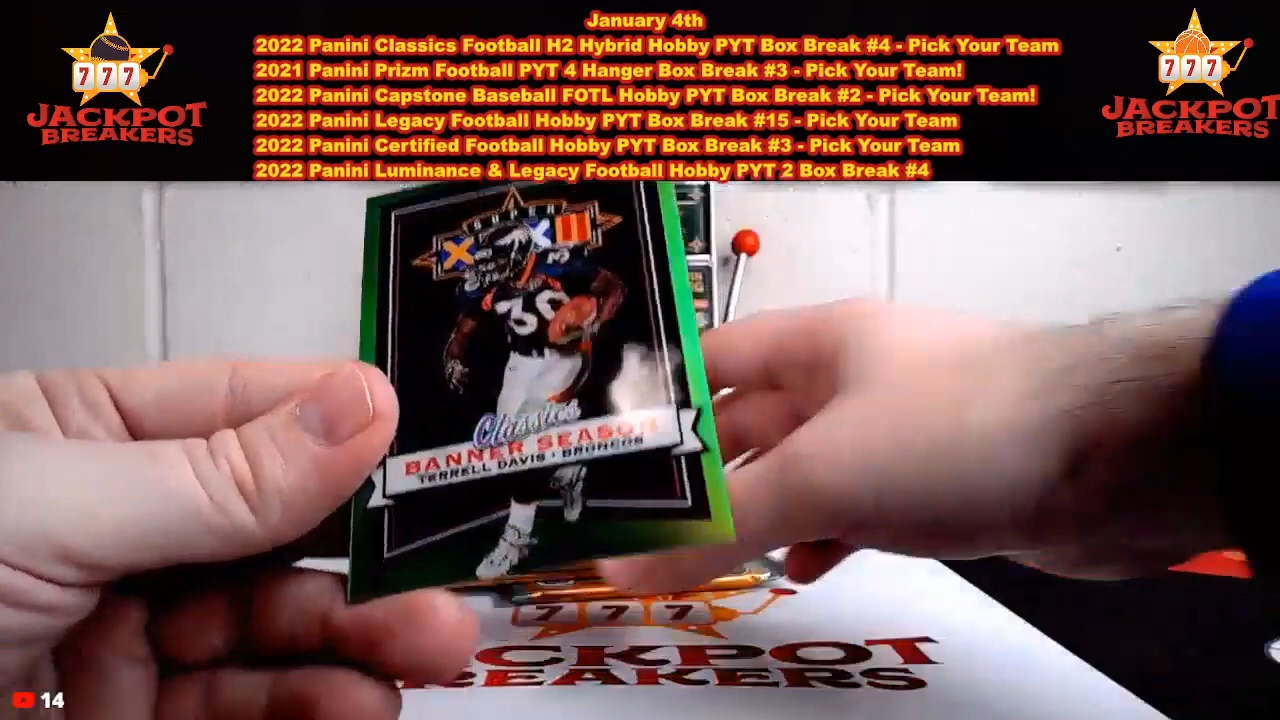 January 4th
2022 Panini Classics Football H2 Hybrid Hobby PYT Box Break #4 - Pick Your Team
2021 Panini Prizm Football PYT 4 Hanger Box Break #3 - Pick Your Team!
2022 Panini Capstone Baseball FOTL Hobby PYT Box Break #2 - Pick Your Team!
2022 Panini Legacy Football Hobby PYT Box Break #15 - Pick Your Team
2022 Panini Certified Football Hobby PYT Box Break #3 - Pick Your Team
2022 Panini Luminance & Legacy Football Hobby PYT 2 Box Break #4
777
JACKPOT
BREAKERS
777
JACKPOT
BREAKERS
SUPER
30
Classics
BANNER SEASON
TERRELL DAVIS • BRONCOS
777
CKPOT
REAKERS
14